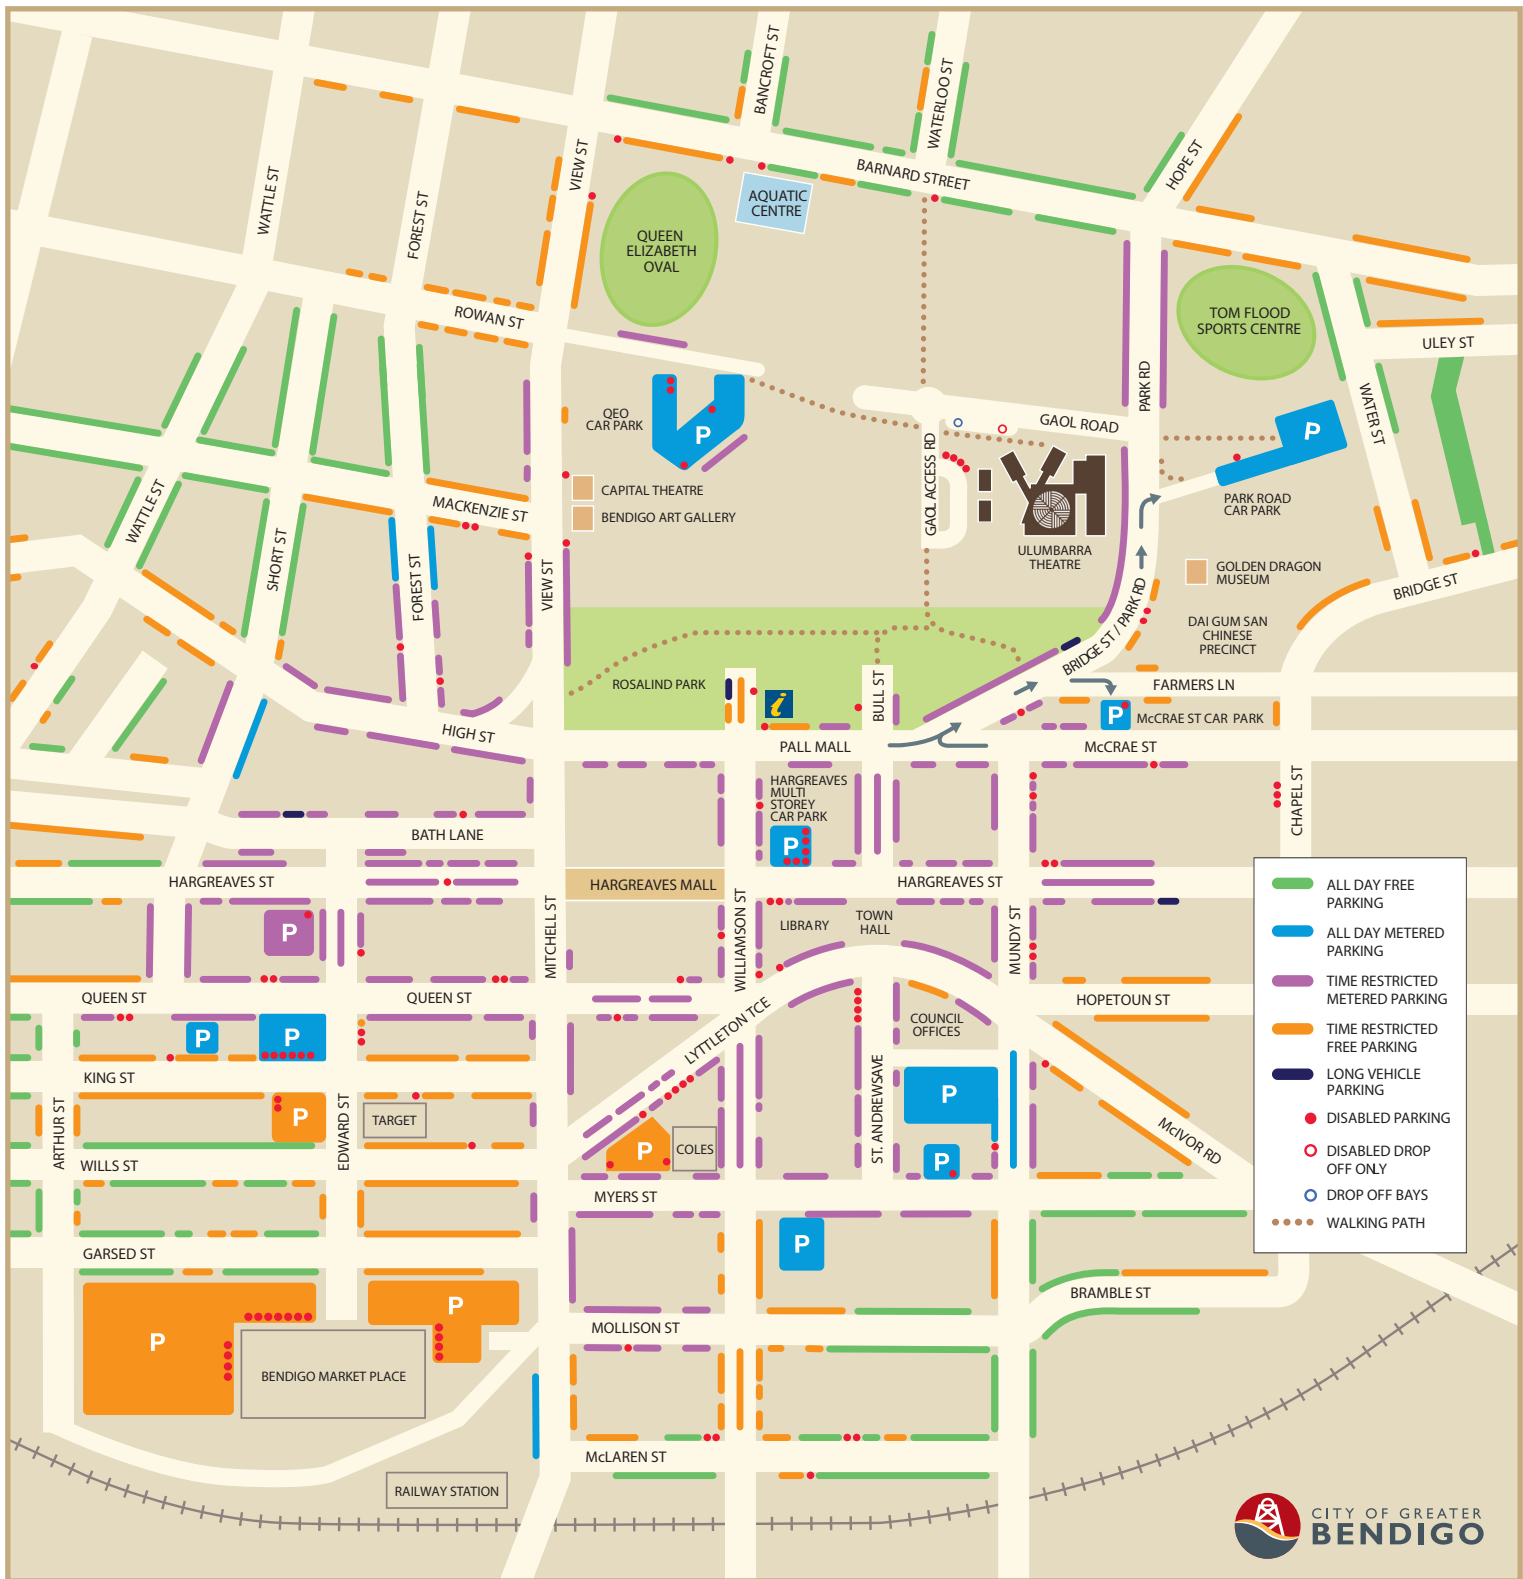 BANCROFT ST
WATERLOO ST
HOPE ST
BARNARD STREET
VIEW ST
WATTLE ST
FOREST ST
AQUATIC
CENTRE
QUEEN
ELIZABETH
OVAL
ROWAN ST
TOM FLOOD
SPORTS CENTRE
ULEY ST
PARK RD
WATER ST
QEO
CAR PARK
P
GAOL ROAD
P
GAOL ACCESS RD
CAPITAL THEATRE
BENDIGO ART GALLERY
MACKENZIE ST
WATTLE ST
SHORT ST
FOREST ST
VIEW ST
PARK ROAD
CAR PARK
ULUMBARRA
THEATRE
GOLDEN DRAGON
MUSEUM
BRIDGE ST
DAI GUM SAN
CHINESE
PRECINCT
BRIDGE ST / PARK RD
ROSALIND PARK
i
BULL ST
FARMERS LN
P
McCRAE ST CAR PARK
HIGH ST
PALL MALL
McCRAE ST
CHAPEL ST
HARGREAVES
MULTI
STOREY
CAR PARK
P
BATH LANE
HARGREAVES ST
HARGREAVES MALL
HARGREAVES ST
MITCHELL ST
WILLIAMSON ST
LIBRARY
TOWN
HALL
MUNDY ST
P
QUEEN ST
QUEEN ST
HOPETOUN ST
LYTTLETON TCE
COUNCIL
OFFICES
P
P
KING ST
ARTHUR ST
EDWARD ST
P
TARGET
ST. ANDREWSAVE
P
McIVOR RD
P
COLES
P
WILLS ST
MYERS ST
GARSED ST
P
BRAMBLE ST
P
P
MOLLISON ST
BENDIGO MARKET PLACE
McLAREN ST
RAILWAY STATION
ALL DAY FREE
PARKING
ALL DAY METERED
PARKING
TIME RESTRICTED
METERED PARKING
TIME RESTRICTED
FREE PARKING
LONG VEHICLE
PARKING
DISABLED PARKING
DISABLED DROP
OFF ONLY
DROP OFF BAYS
WALKING PATH
CITY OF GREATER
BENDIGO